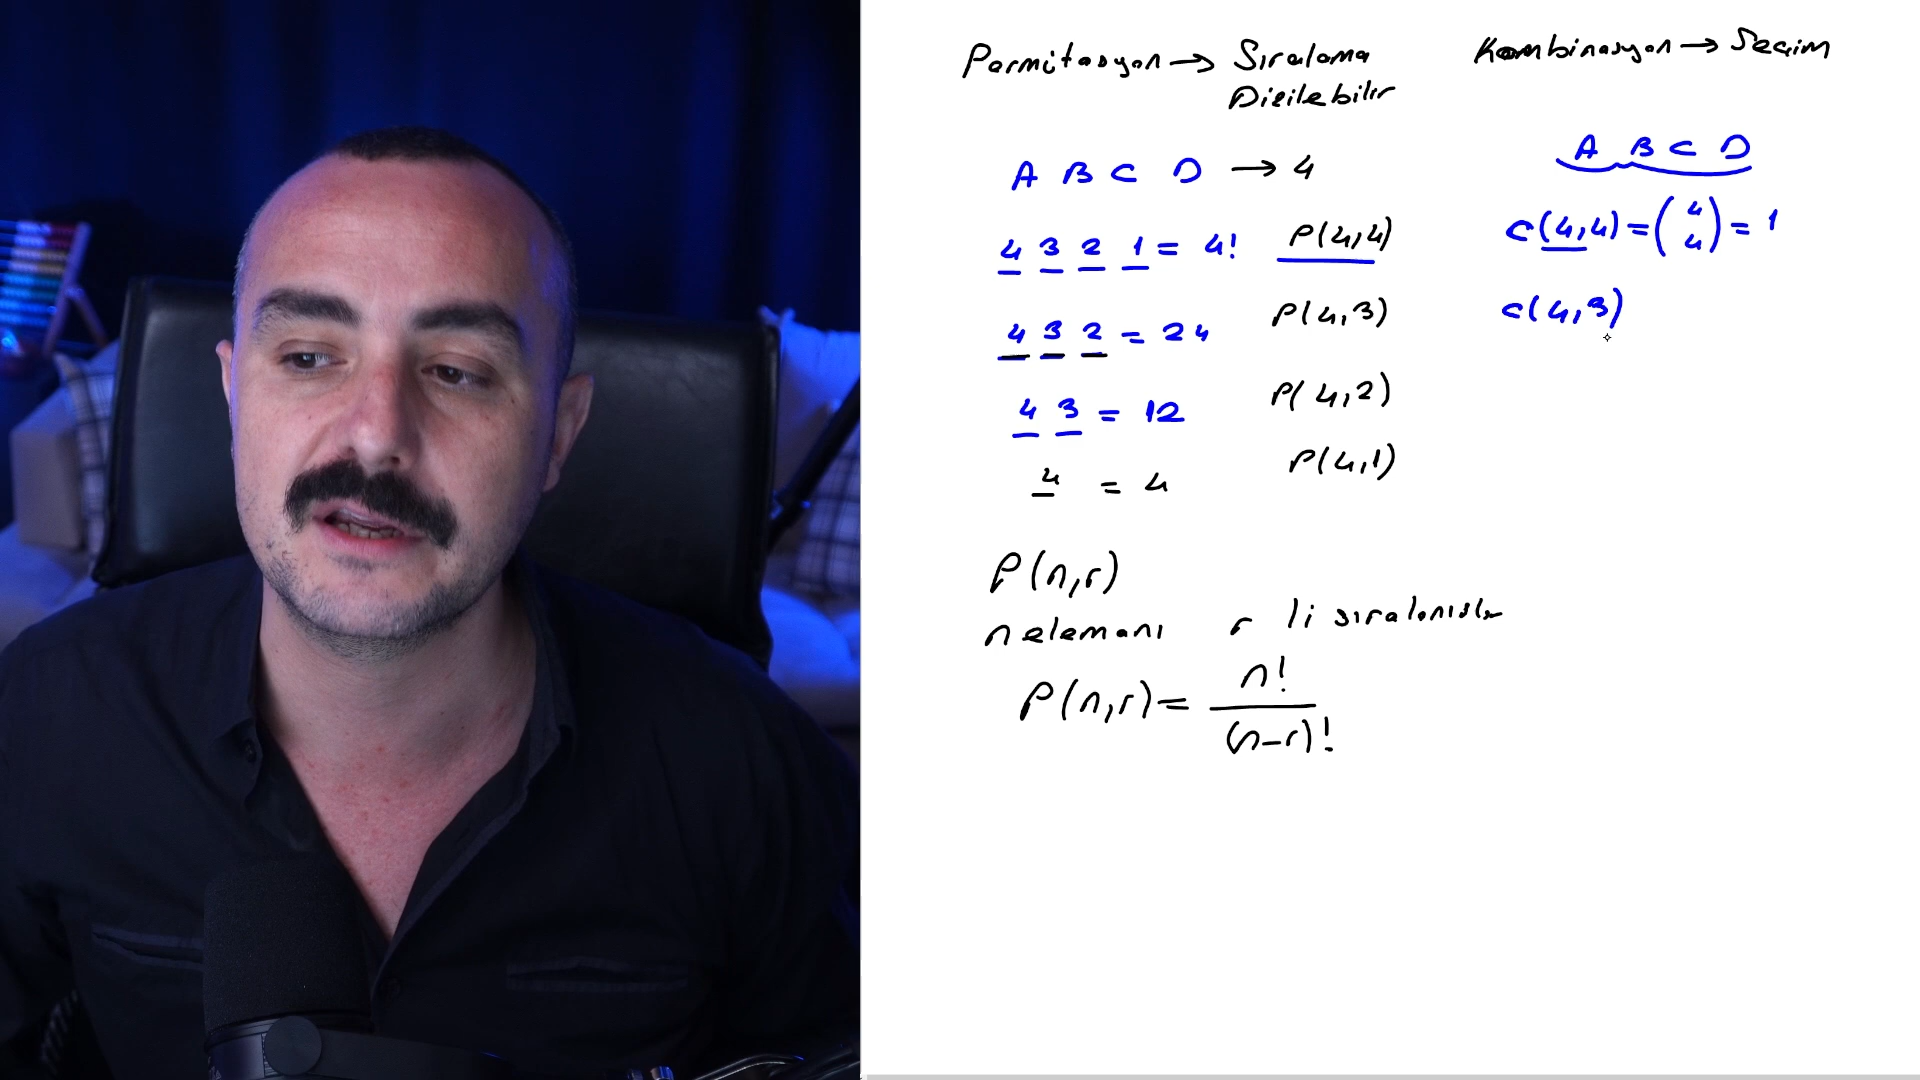 Permütasyon → Sıralama
Dizilebilir
A B C D → 4
4 3 2 1 = 4! P(4,4)
4 3 2 = 24 P(4,3)
4 3 = 12 P(4,2)
4 = 4 P(4,1)
P(n,r)
n elemanı r li sıralanışlar
P(n,r) = n!
(n-r)!
Kombinasyon → Seçim
A B C D
C(4,4) = (4
4) = 1
C(4,3)